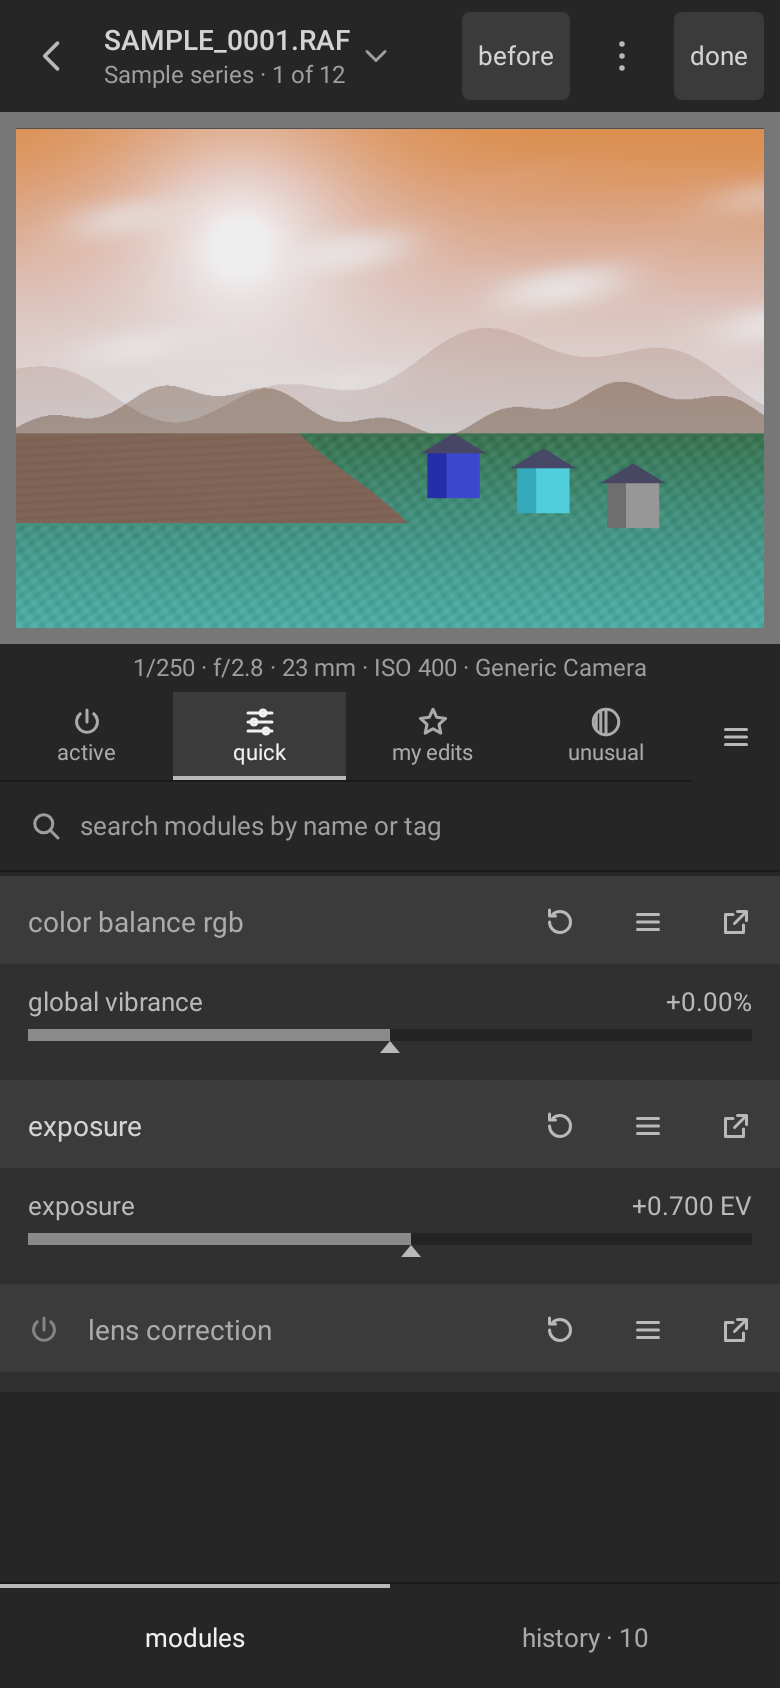 SAMPLE_0001.RAF
Sample series · 1 of 12
before
done
1/250 · f/2.8 · 23 mm · ISO 400 · Generic Camera
active
quick
my edits
unusual
search modules by name or tag
color balance rgb
global vibrance +0.00%
exposure
exposure +0.700 EV
lens correction
modules
history · 10